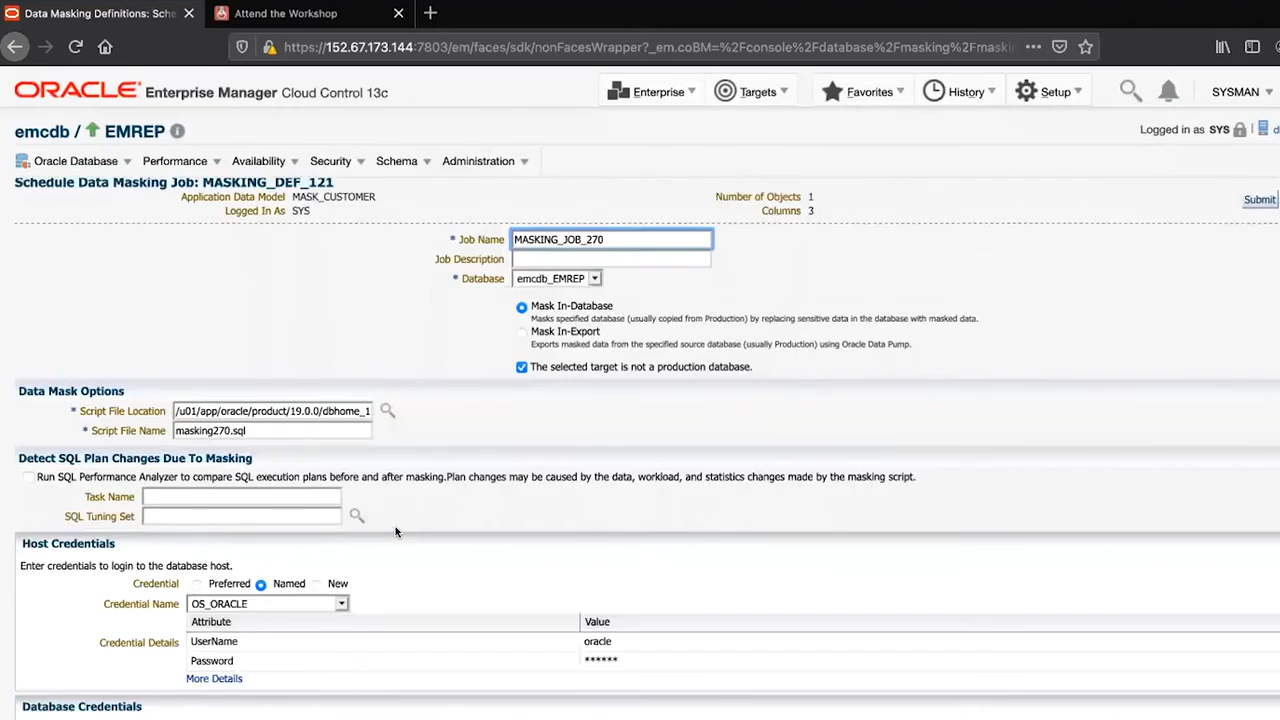 Data Masking Definitions: Sche
Attend the Workshop
https://152.67.173.144:7803/em/faces/sdk/nonFacesWrapper?_em.coBM=%2Fconsole%2Fdatabase%2Fmasking%2Fmaski
ORACLE Enterprise Manager Cloud Control 13c
Enterprise Targets Favorites History Setup SYSMAN
emcdb / EMREP
Logged in as SYS
Oracle Database Performance Availability Security Schema Administration
Schedule Data Masking Job: MASKING_DEF_121
Application Data Model MASK_CUSTOMER
Number of Objects 1
Submit
Logged In As SYS
Columns 3
* Job Name MASKING_JOB_270
Job Description
* Database emcdb_EMREP
Mask In-Database
Masks specified database (usually copied from Production) by replacing sensitive data in the database with masked data.
Mask In-Export
Exports masked data from the specified source database (usually Production) using Oracle Data Pump.
The selected target is not a production database.
Data Mask Options
* Script File Location /u01/app/oracle/product/19.0.0/dbhome_1
* Script File Name masking270.sql
Detect SQL Plan Changes Due To Masking
Run SQL Performance Analyzer to compare SQL execution plans before and after masking.Plan changes may be caused by the data, workload, and statistics changes made by the masking script.
Task Name
SQL Tuning Set
Host Credentials
Enter credentials to login to the database host.
Credential Preferred Named New
Credential Name OS_ORACLE
Attribute Value
Credential Details UserName oracle
Password ******
More Details
Database Credentials